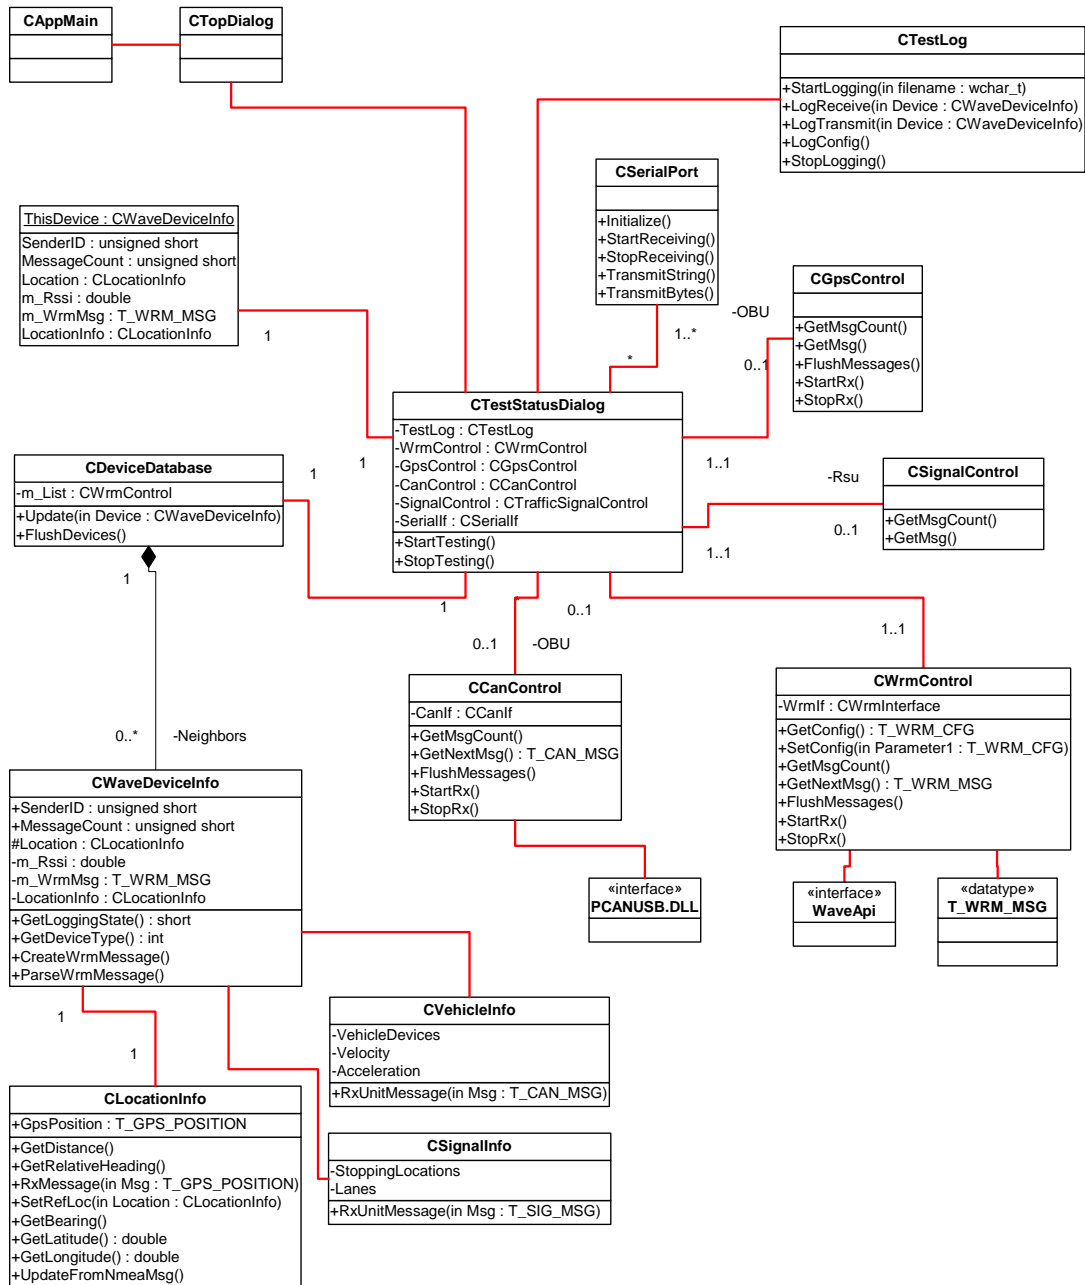 CAppMain
CTopDialog
CTestLog
+StartLogging(in filename : wchar_t)
+LogReceive(in Device : CWaveDeviceInfo)
+LogTransmit(in Device : CWaveDeviceInfo)
+LogConfig()
+StopLogging()
CSerialPort
+Initialize()
+StartReceiving()
+StopReceiving()
+TransmitString()
+TransmitBytes()
ThisDevice : CWaveDeviceInfo
SenderID : unsigned short
MessageCount : unsigned short
Location : CLocationInfo
m_Rssi : double
m_WrmMsg : T_WRM_MSG
LocationInfo : CLocationInfo
CGpsControl
+GetMsgCount()
+GetMsg()
+FlushMessages()
+StartRx()
+StopRx()
-OBU
0..1
1..*
*
1
1
CTestStatusDialog
-TestLog : CTestLog
-WrmControl : CWrmControl
-GpsControl : CGpsControl
-CanControl : CCanControl
-SignalControl : CTrafficSignalControl
-SerialIf : CSerialIf
+StartTesting()
+StopTesting()
1..1
CDeviceDatabase
-m_List : CWrmControl
+Update(in Device : CWaveDeviceInfo)
+FlushDevices()
1
1
CSignalControl
+GetMsgCount()
+GetMsg()
-Rsu
0..1
1..1
1
*
0..1
0..1
-OBU
1..1
CCanControl
-CanIf : CCanIf
+GetMsgCount()
+GetNextMsg() : T_CAN_MSG
+FlushMessages()
+StartRx()
+StopRx()
CWrmControl
-WrmIf : CWrmInterface
+GetConfig() : T_WRM_CFG
+SetConfig(in Parameter1 : T_WRM_CFG)
+GetMsgCount()
+GetNextMsg() : T_WRM_MSG
+FlushMessages()
+StartRx()
+StopRx()
0..*
-Neighbors
CWaveDeviceInfo
+SenderID : unsigned short
+MessageCount : unsigned short
#Location : CLocationInfo
-m_Rssi : double
-m_WrmMsg : T_WRM_MSG
-LocationInfo : CLocationInfo
+GetLoggingState() : short
+GetDeviceType() : int
+CreateWrmMessage()
+ParseWrmMessage()
«interface»
PCANUSB.DLL
«interface»
WaveApi
«datatype»
T_WRM_MSG
1
1
CVehicleInfo
-VehicleDevices
-Velocity
-Acceleration
+RxUnitMessage(in Msg : T_CAN_MSG)
CLocationInfo
+GpsPosition : T_GPS_POSITION
+GetDistance()
+GetRelativeHeading()
+RxMessage(in Msg : T_GPS_POSITION)
+SetRefLoc(in Location : CLocationInfo)
+GetBearing()
+GetLatitude() : double
+GetLongitude() : double
+UpdateFromNmeaMsg()
CSignalInfo
-StoppingLocations
-Lanes
+RxUnitMessage(in Msg : T_SIG_MSG)